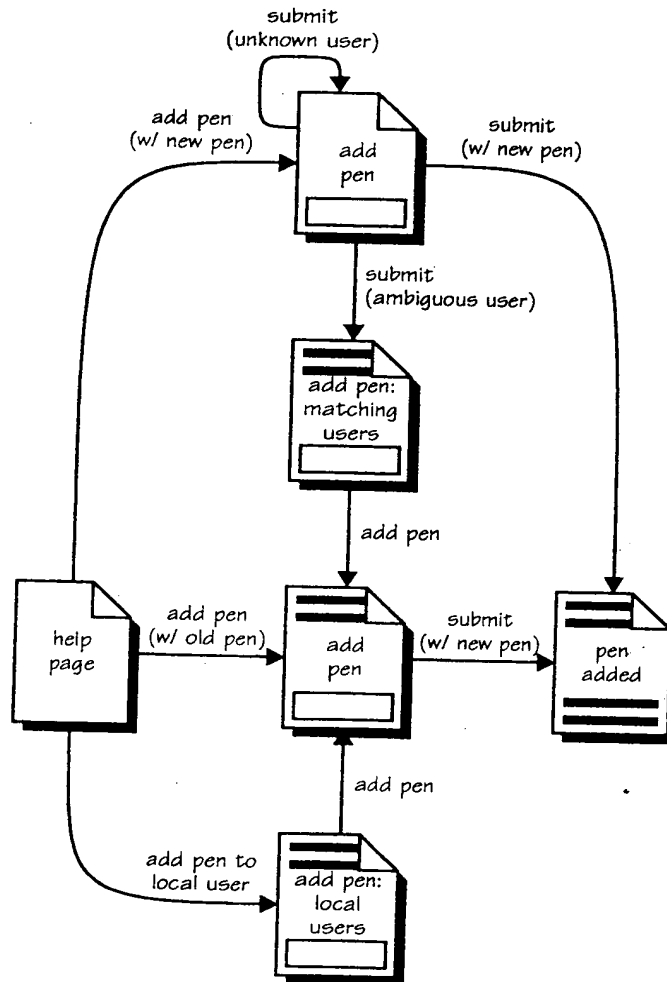 submit
(unknown user)
add pen
(w/ new pen)
add
pen
submit
(w/ new pen)
submit
(ambiguous user)
add pen:
matching
users
add pen
help
page
add pen
(w/ old pen)
add
pen
submit
(w/ new pen)
pen
added
add pen
add pen to
local user
add pen:
local
users